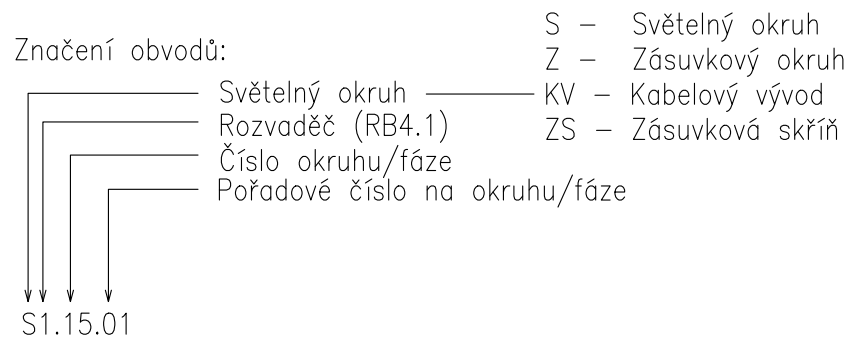 Značení obvodů:
S – Světelný okruh
Z – Zásuvkový okruh
Světelný okruh
KV – Kabelový vývod
Rozvaděč (RB4.1)
ZS – Zásuvková skříň
Číslo okruhu/fáze
Pořadové číslo na okruhu/fáze
S1.15.01